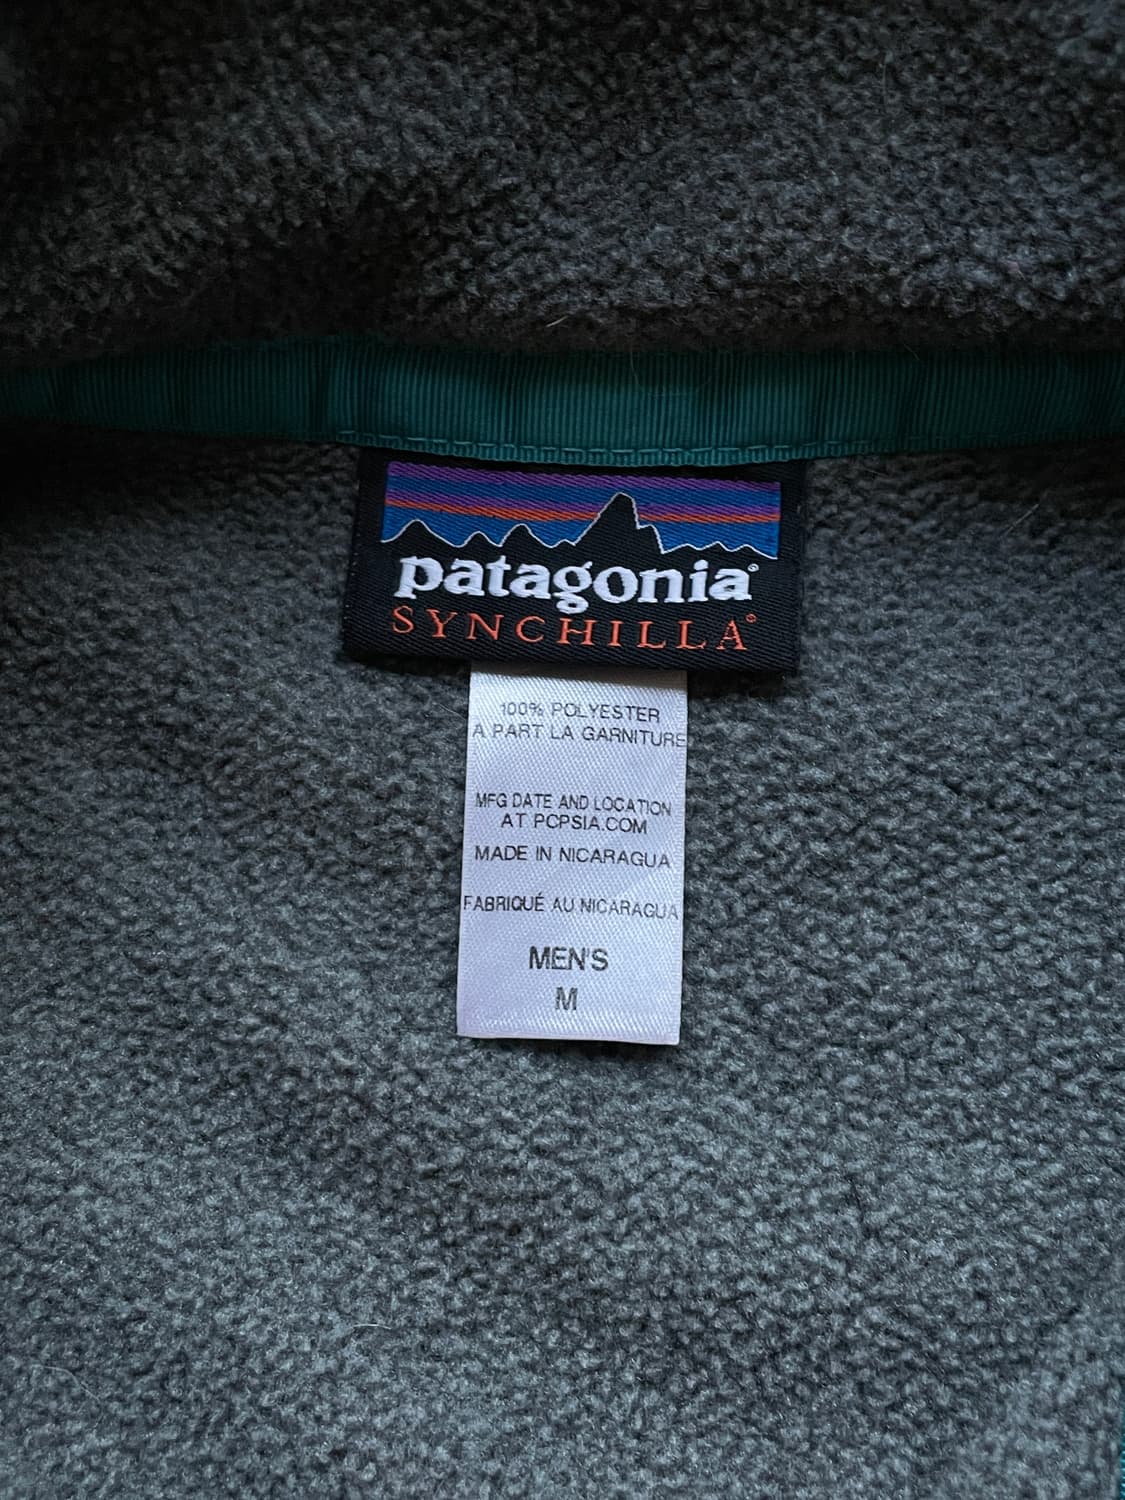 patagonia®
SYNCHILLA®
100% POLYESTER
A PART LA GARNITURE
MFG DATE AND LOCATION
AT PCPSIA.COM
MADE IN NICARAGUA
FABRIQUÉ AU NICARAGUA
MEN'S
M